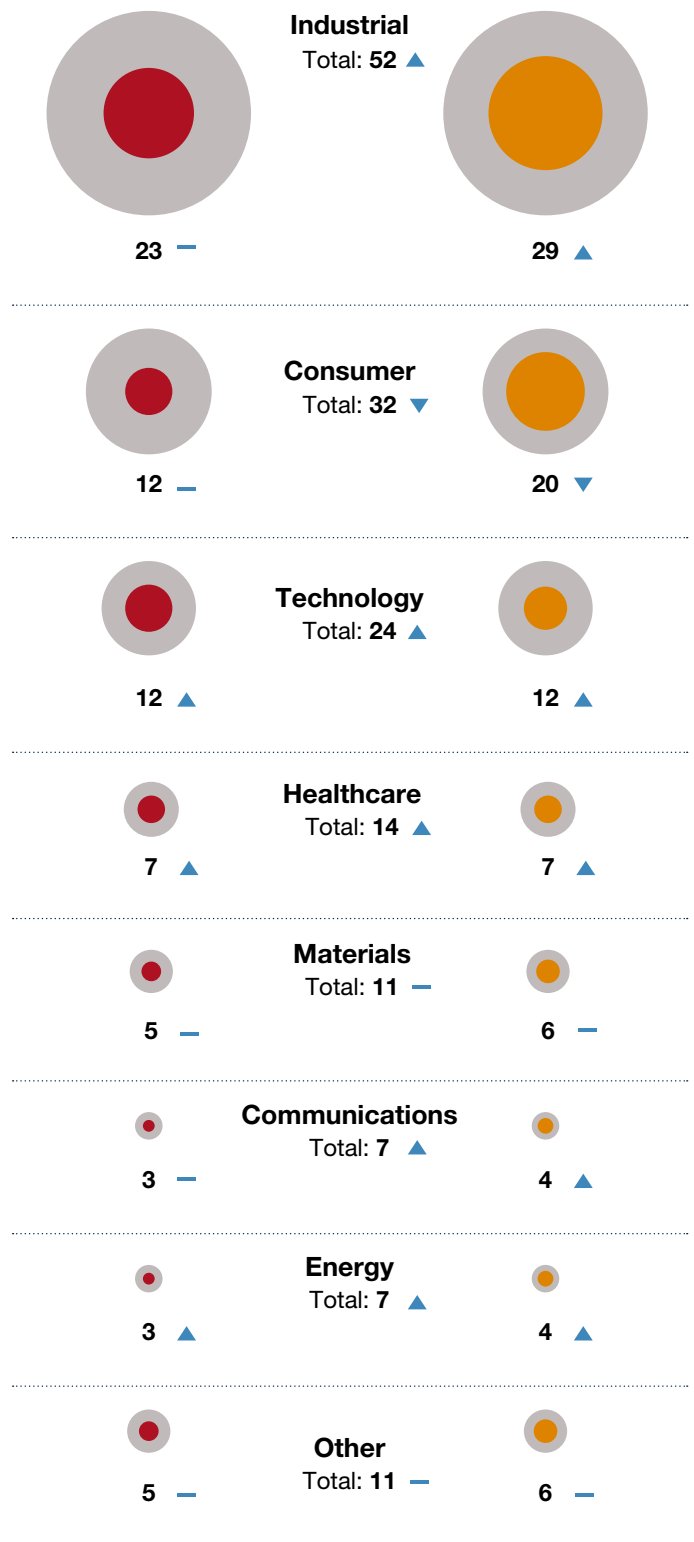 Industrial
Total: 52
23
29
Consumer
Total: 32
12
20
Technology
Total: 24
12
12
Healthcare
Total: 14
7
7
Materials
Total: 11
5
6
Communications
Total: 7
3
4
Energy
Total: 7
3
4
Other
Total: 11
5
6